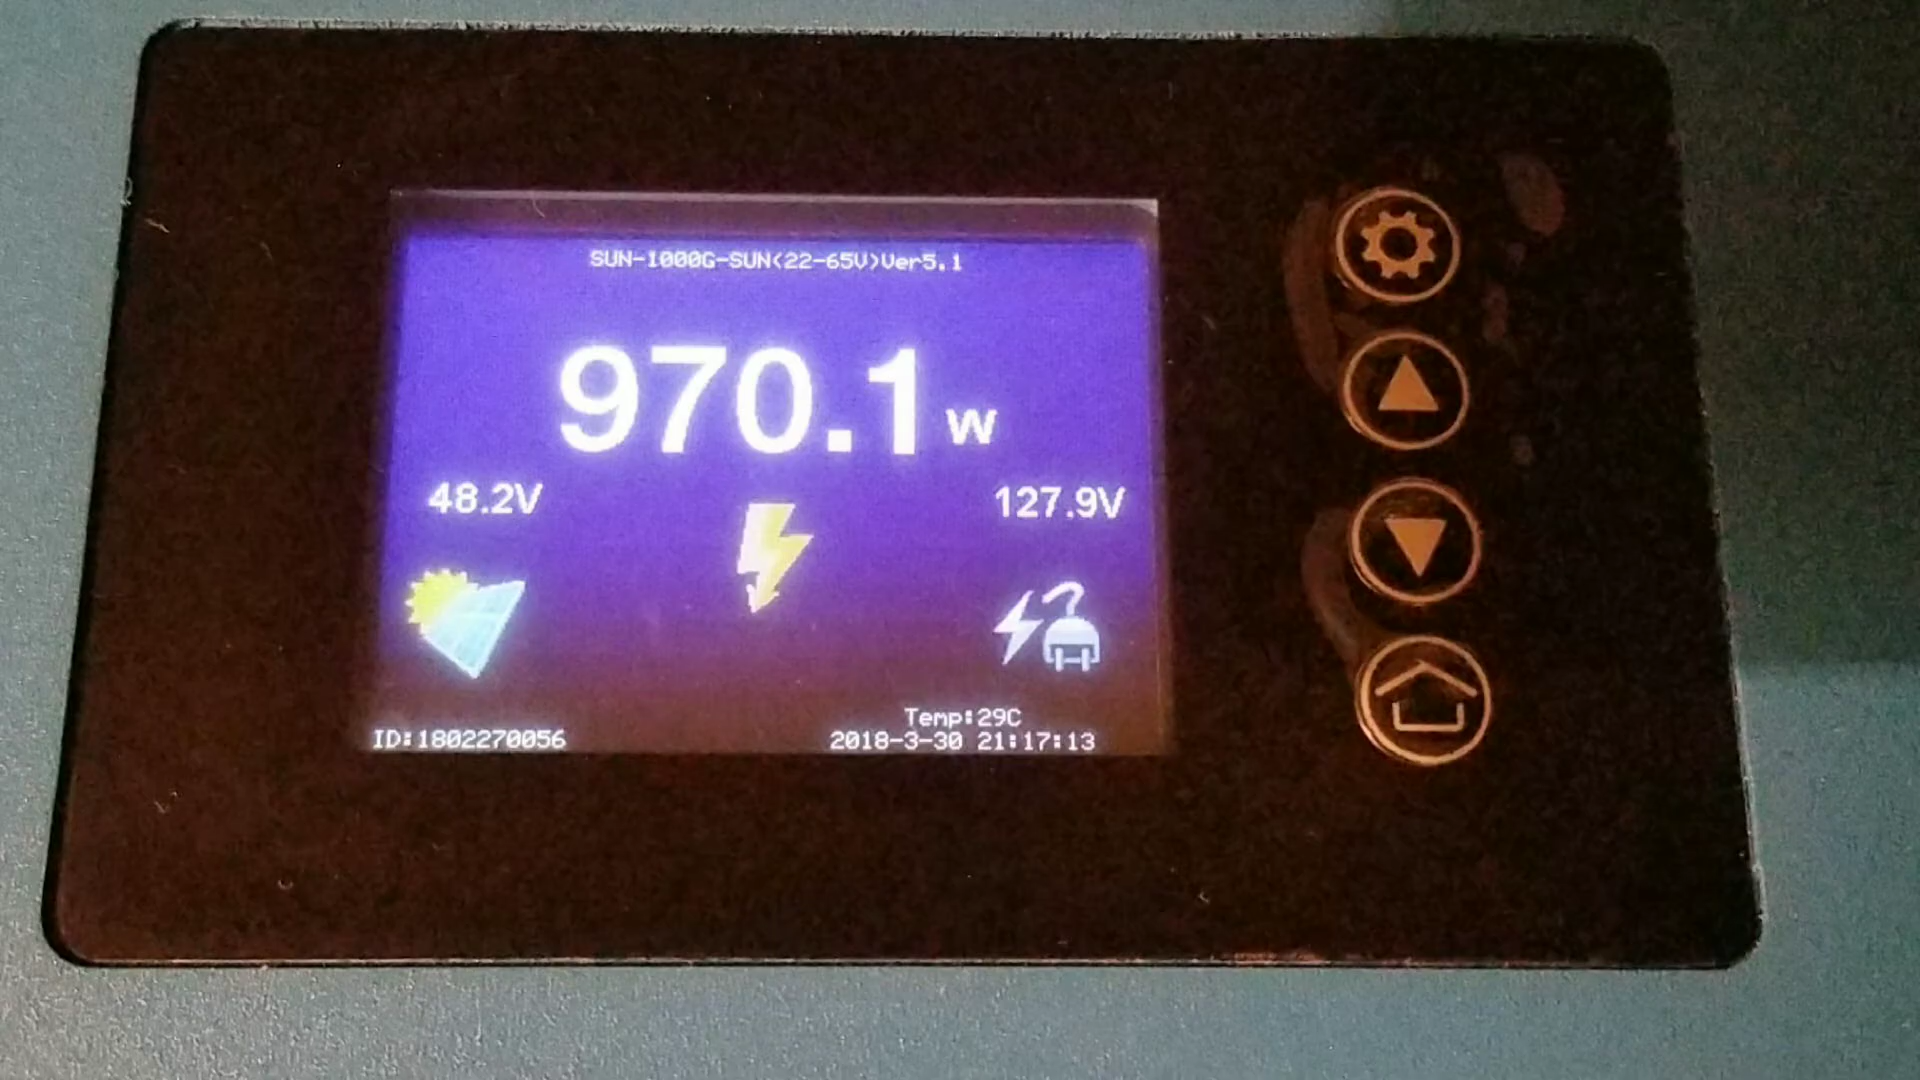 SUN-1000G-SUN(22-65V)Ver5.1
970.1 w
48.2V
127.9V
Temp:29C
ID:1802270056
2018-3-30 21:17:13